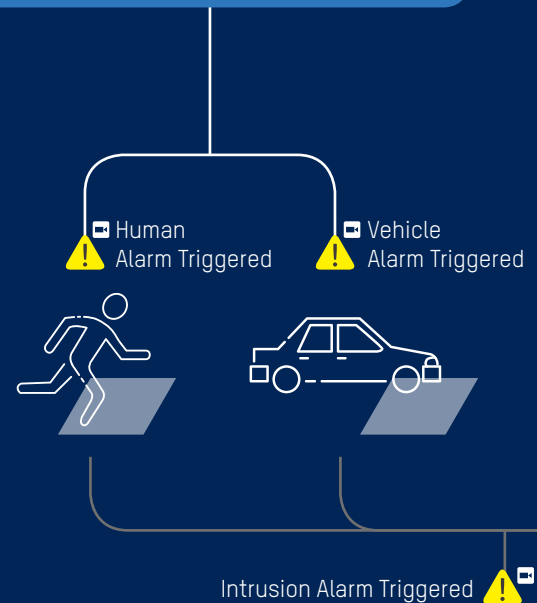 Human
Alarm Triggered
Vehicle
Alarm Triggered
Intrusion Alarm Triggered